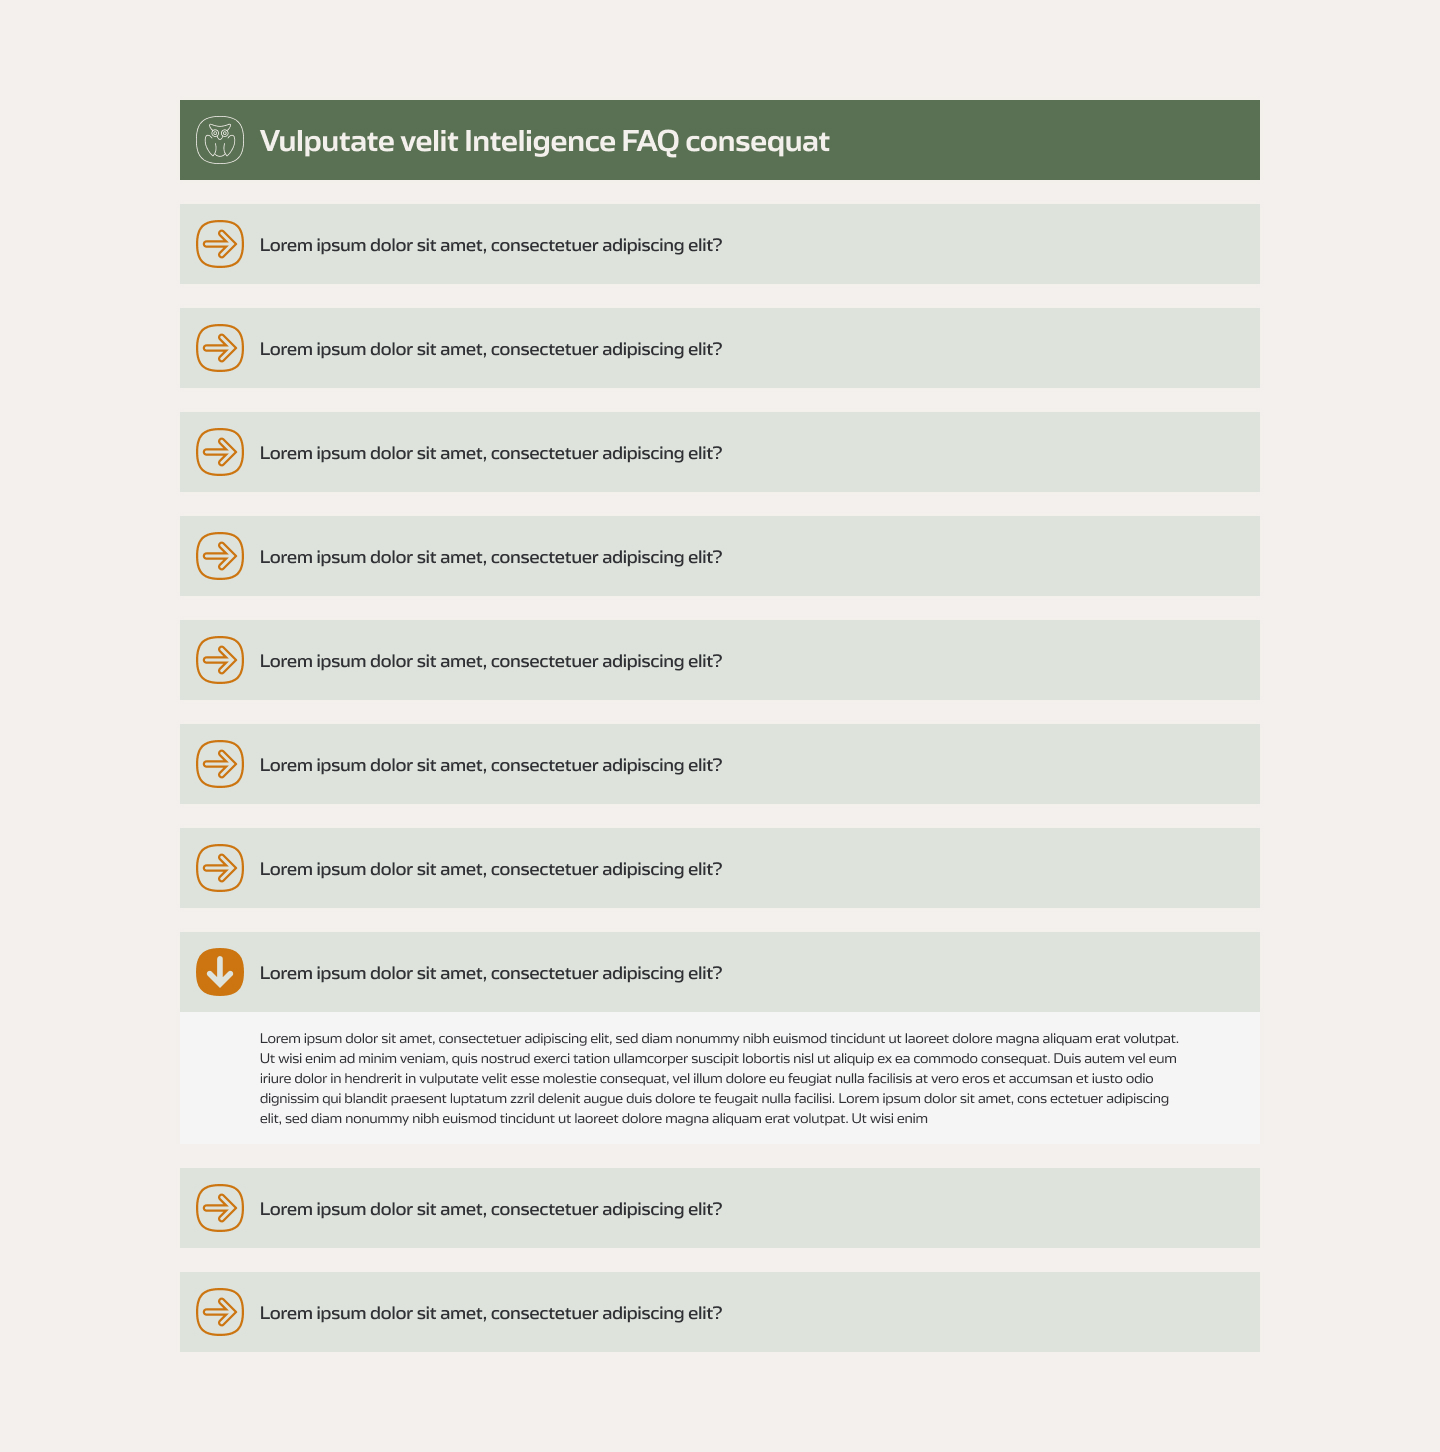 Vulputate velit Inteligence FAQ consequat
Lorem ipsum dolor sit amet, consectetuer adipiscing elit?
Lorem ipsum dolor sit amet, consectetuer adipiscing elit?
Lorem ipsum dolor sit amet, consectetuer adipiscing elit?
Lorem ipsum dolor sit amet, consectetuer adipiscing elit?
Lorem ipsum dolor sit amet, consectetuer adipiscing elit?
Lorem ipsum dolor sit amet, consectetuer adipiscing elit?
Lorem ipsum dolor sit amet, consectetuer adipiscing elit?
Lorem ipsum dolor sit amet, consectetuer adipiscing elit?
Lorem ipsum dolor sit amet, consectetuer adipiscing elit, sed diam nonummy nibh euismod tincidunt ut laoreet dolore magna aliquam erat volutpat.
Ut wisi enim ad minim veniam, quis nostrud exerci tation ullamcorper suscipit lobortis nisl ut aliquip ex ea commodo consequat. Duis autem vel eum
iriure dolor in hendrerit in vulputate velit esse molestie consequat, vel illum dolore eu feugiat nulla facilisis at vero eros et accumsan et iusto odio
dignissim qui blandit praesent luptatum zzril delenit augue duis dolore te feugait nulla facilisi. Lorem ipsum dolor sit amet, cons ectetuer adipiscing
elit, sed diam nonummy nibh euismod tincidunt ut laoreet dolore magna aliquam erat volutpat. Ut wisi enim
Lorem ipsum dolor sit amet, consectetuer adipiscing elit?
Lorem ipsum dolor sit amet, consectetuer adipiscing elit?